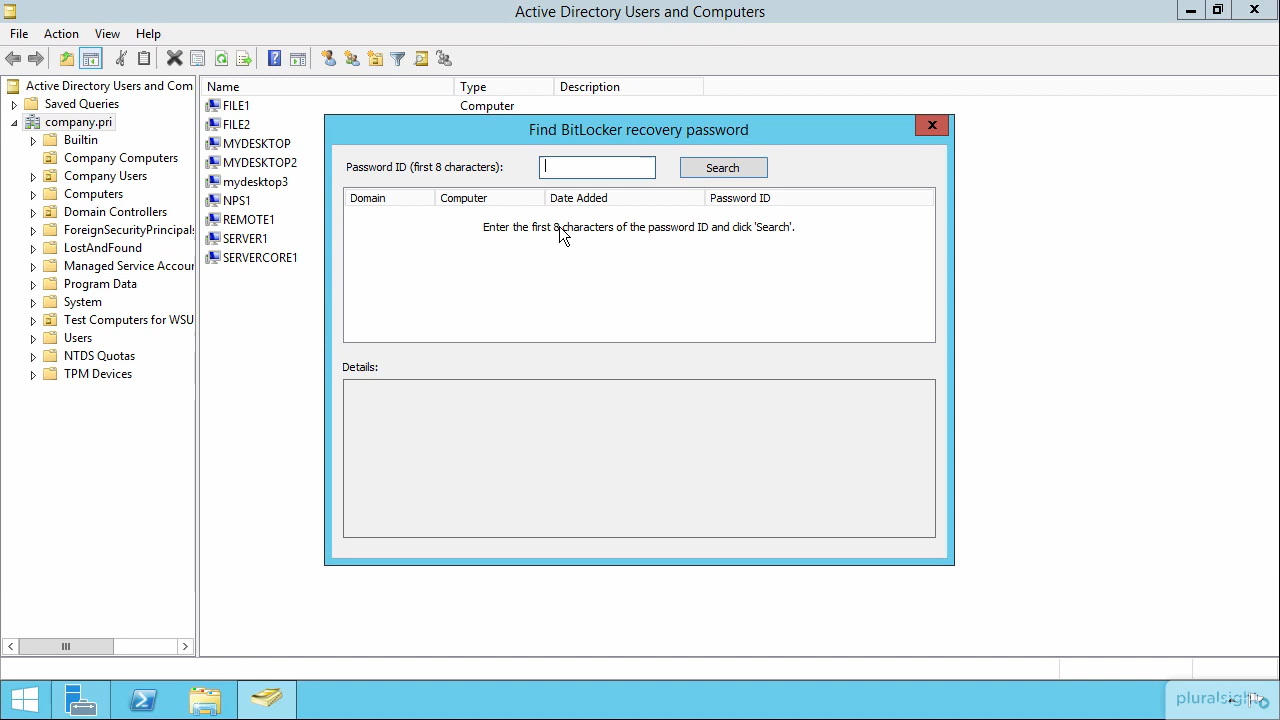 Active Directory Users and Computers
File Action View Help
Active Directory Users and Com
Saved Queries
company.pri
Builtin
Company Computers
Company Users
Computers
Domain Controllers
ForeignSecurityPrincipals
LostAndFound
Managed Service Accoun
Program Data
System
Test Computers for WSU
Users
NTDS Quotas
TPM Devices
Name Type Description
FILE1 Computer
FILE2
MYDESKTOP
MYDESKTOP2
mydesktop3
NPS1
REMOTE1
SERVER1
SERVERCORE1
Find BitLocker recovery password
Password ID (first 8 characters):
Search
Domain Computer Date Added Password ID
Enter the first 8 characters of the password ID and click 'Search'.
Details:
pluralsight